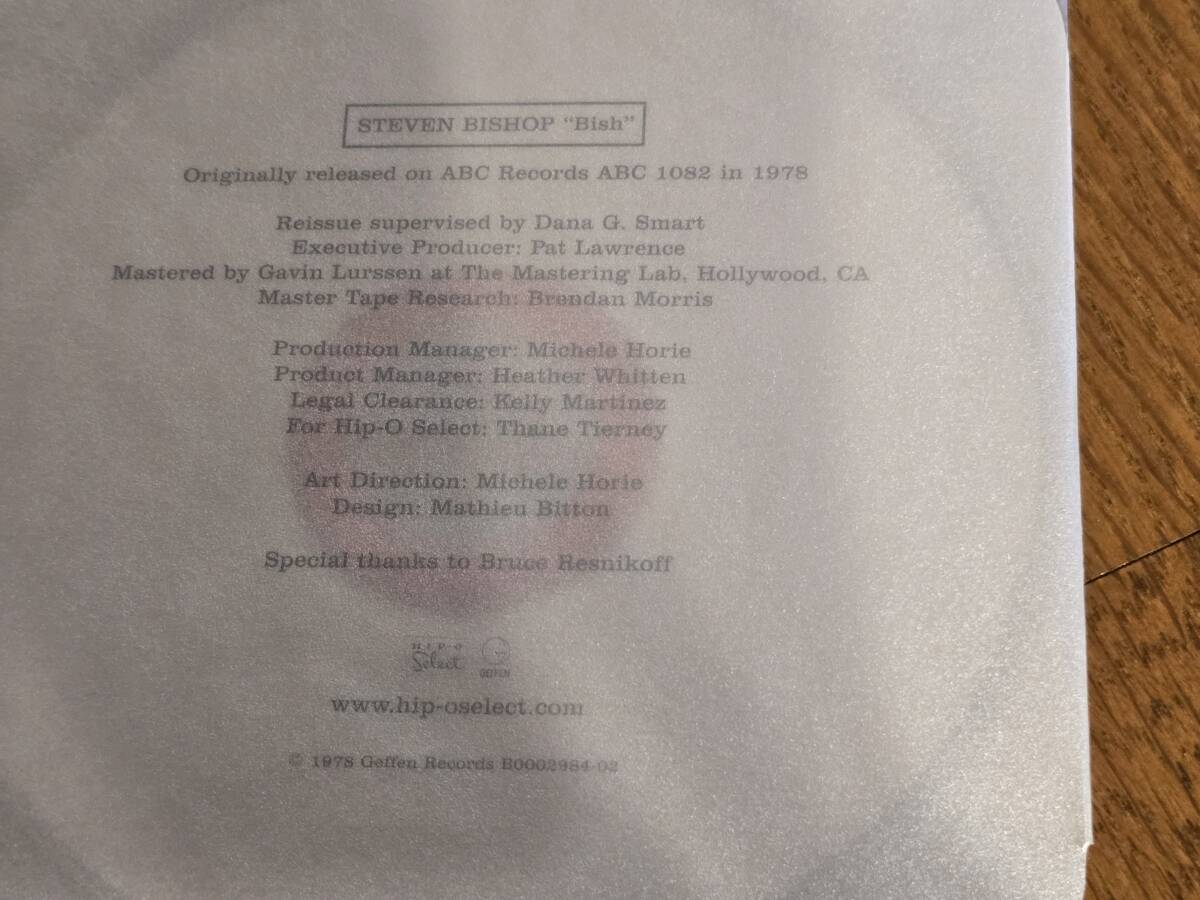 STEVEN BISHOP “Bish”
Originally released on ABC Records ABC 1082 in 1978
Reissue supervised by Dana G. Smart
Executive Producer: Pat Lawrence
Mastered by Gavin Lurssen at The Mastering Lab, Hollywood, CA
Master Tape Research: Brendan Morris
Production Manager: Michele Horie
Product Manager: Heather Whitten
Legal Clearance: Kelly Martinez
For Hip-O Select: Thane Tierney
Art Direction: Michele Horie
Design: Mathieu Bitton
Special thanks to Bruce Resnikoff
HIP-O
Select
GEFFEN
www.hip-oselect.com
© 1978 Geffen Records B0002984-02